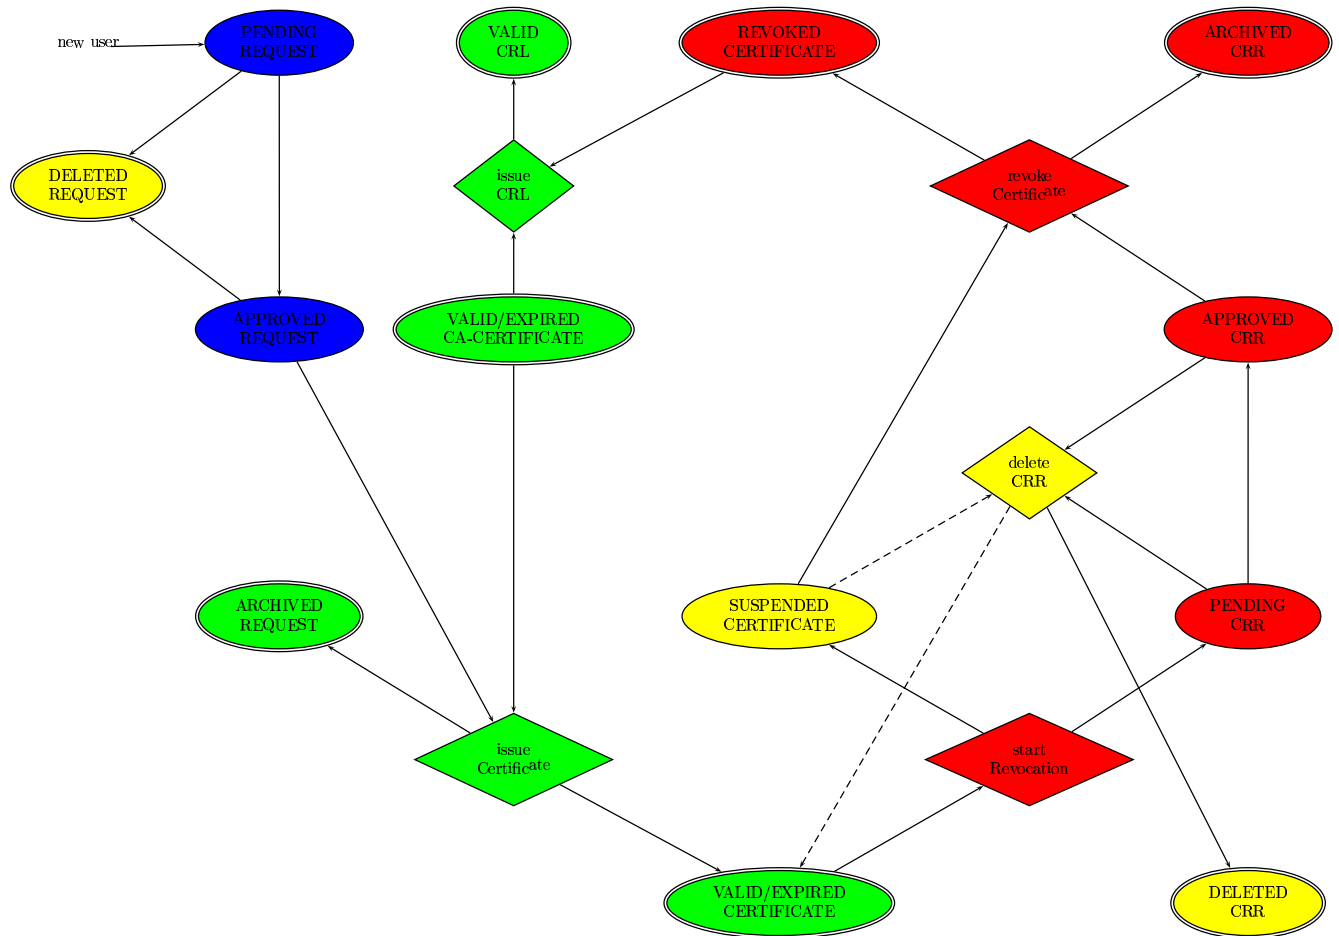 new user
PENDING
REQUEST
VALID
CRL
REVOKED
CERTIFICATE
ARCHIVED
CRR
DELETED
REQUEST
issue
CRL
revoke
Certificate
APPROVED
REQUEST
VALID/EXPIRED
CA-CERTIFICATE
APPROVED
CRR
delete
CRR
ARCHIVED
REQUEST
SUSPENDED
CERTIFICATE
PENDING
CRR
issue
Certificate
start
Revocation
VALID/EXPIRED
CERTIFICATE
DELETED
CRR